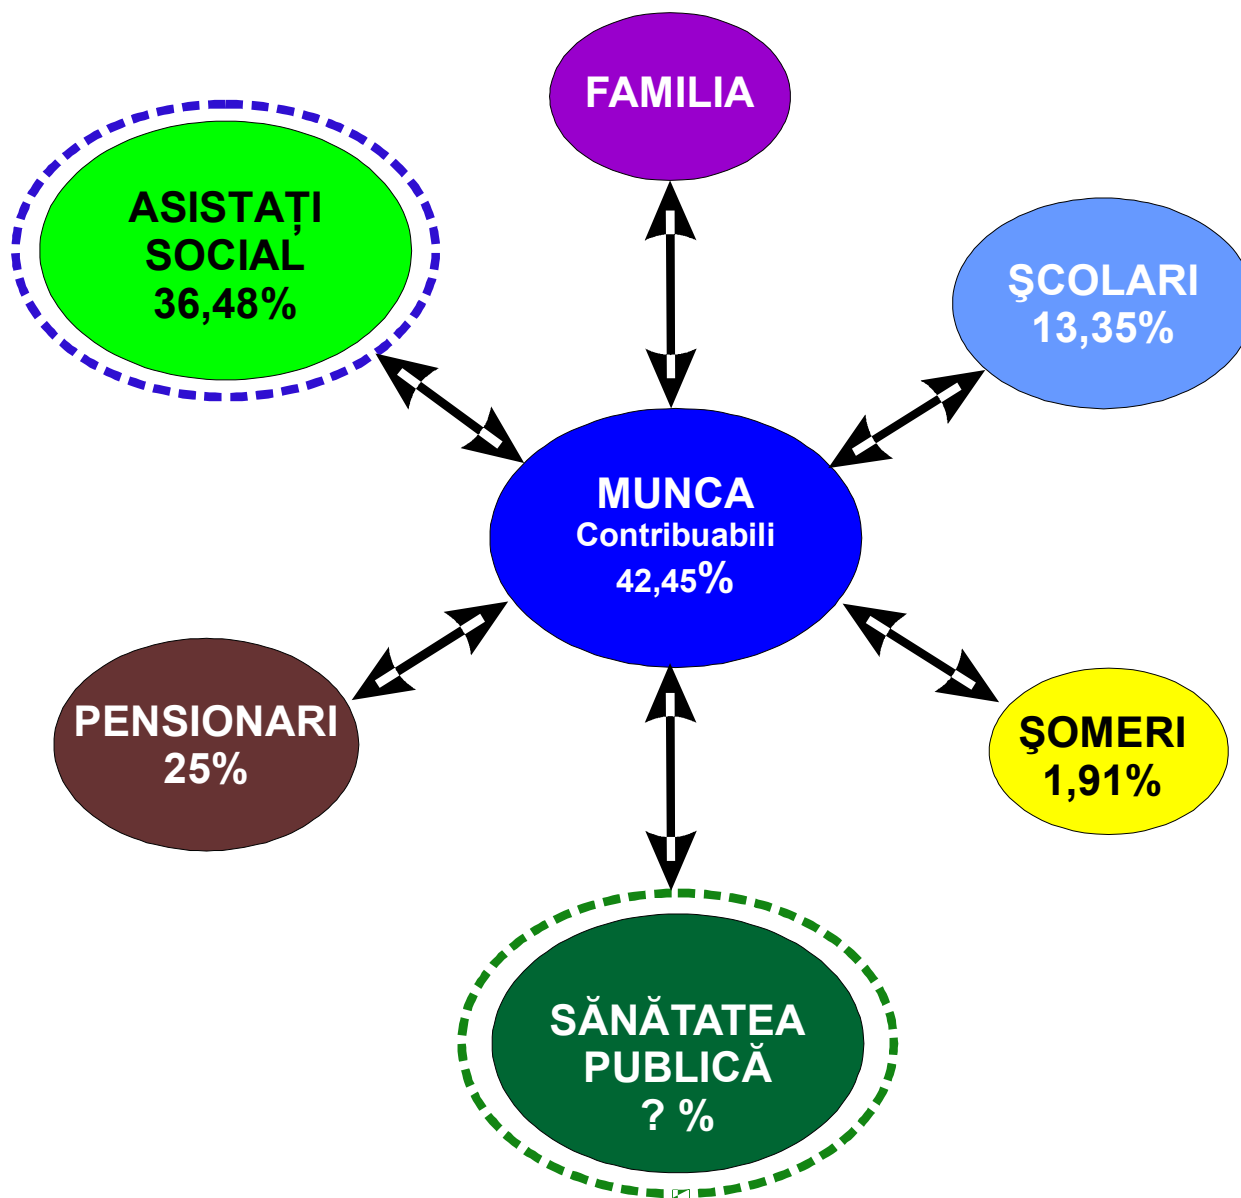 FAMILIA
ASISTAȚI
SOCIAL
36,48%
ŞCOLARI
13,35%
MUNCA
Contribuabili
42,45%
PENSIONARI
25%
ŞOMERI
1,91%
SĂNĂTATEA
PUBLICĂ
? %